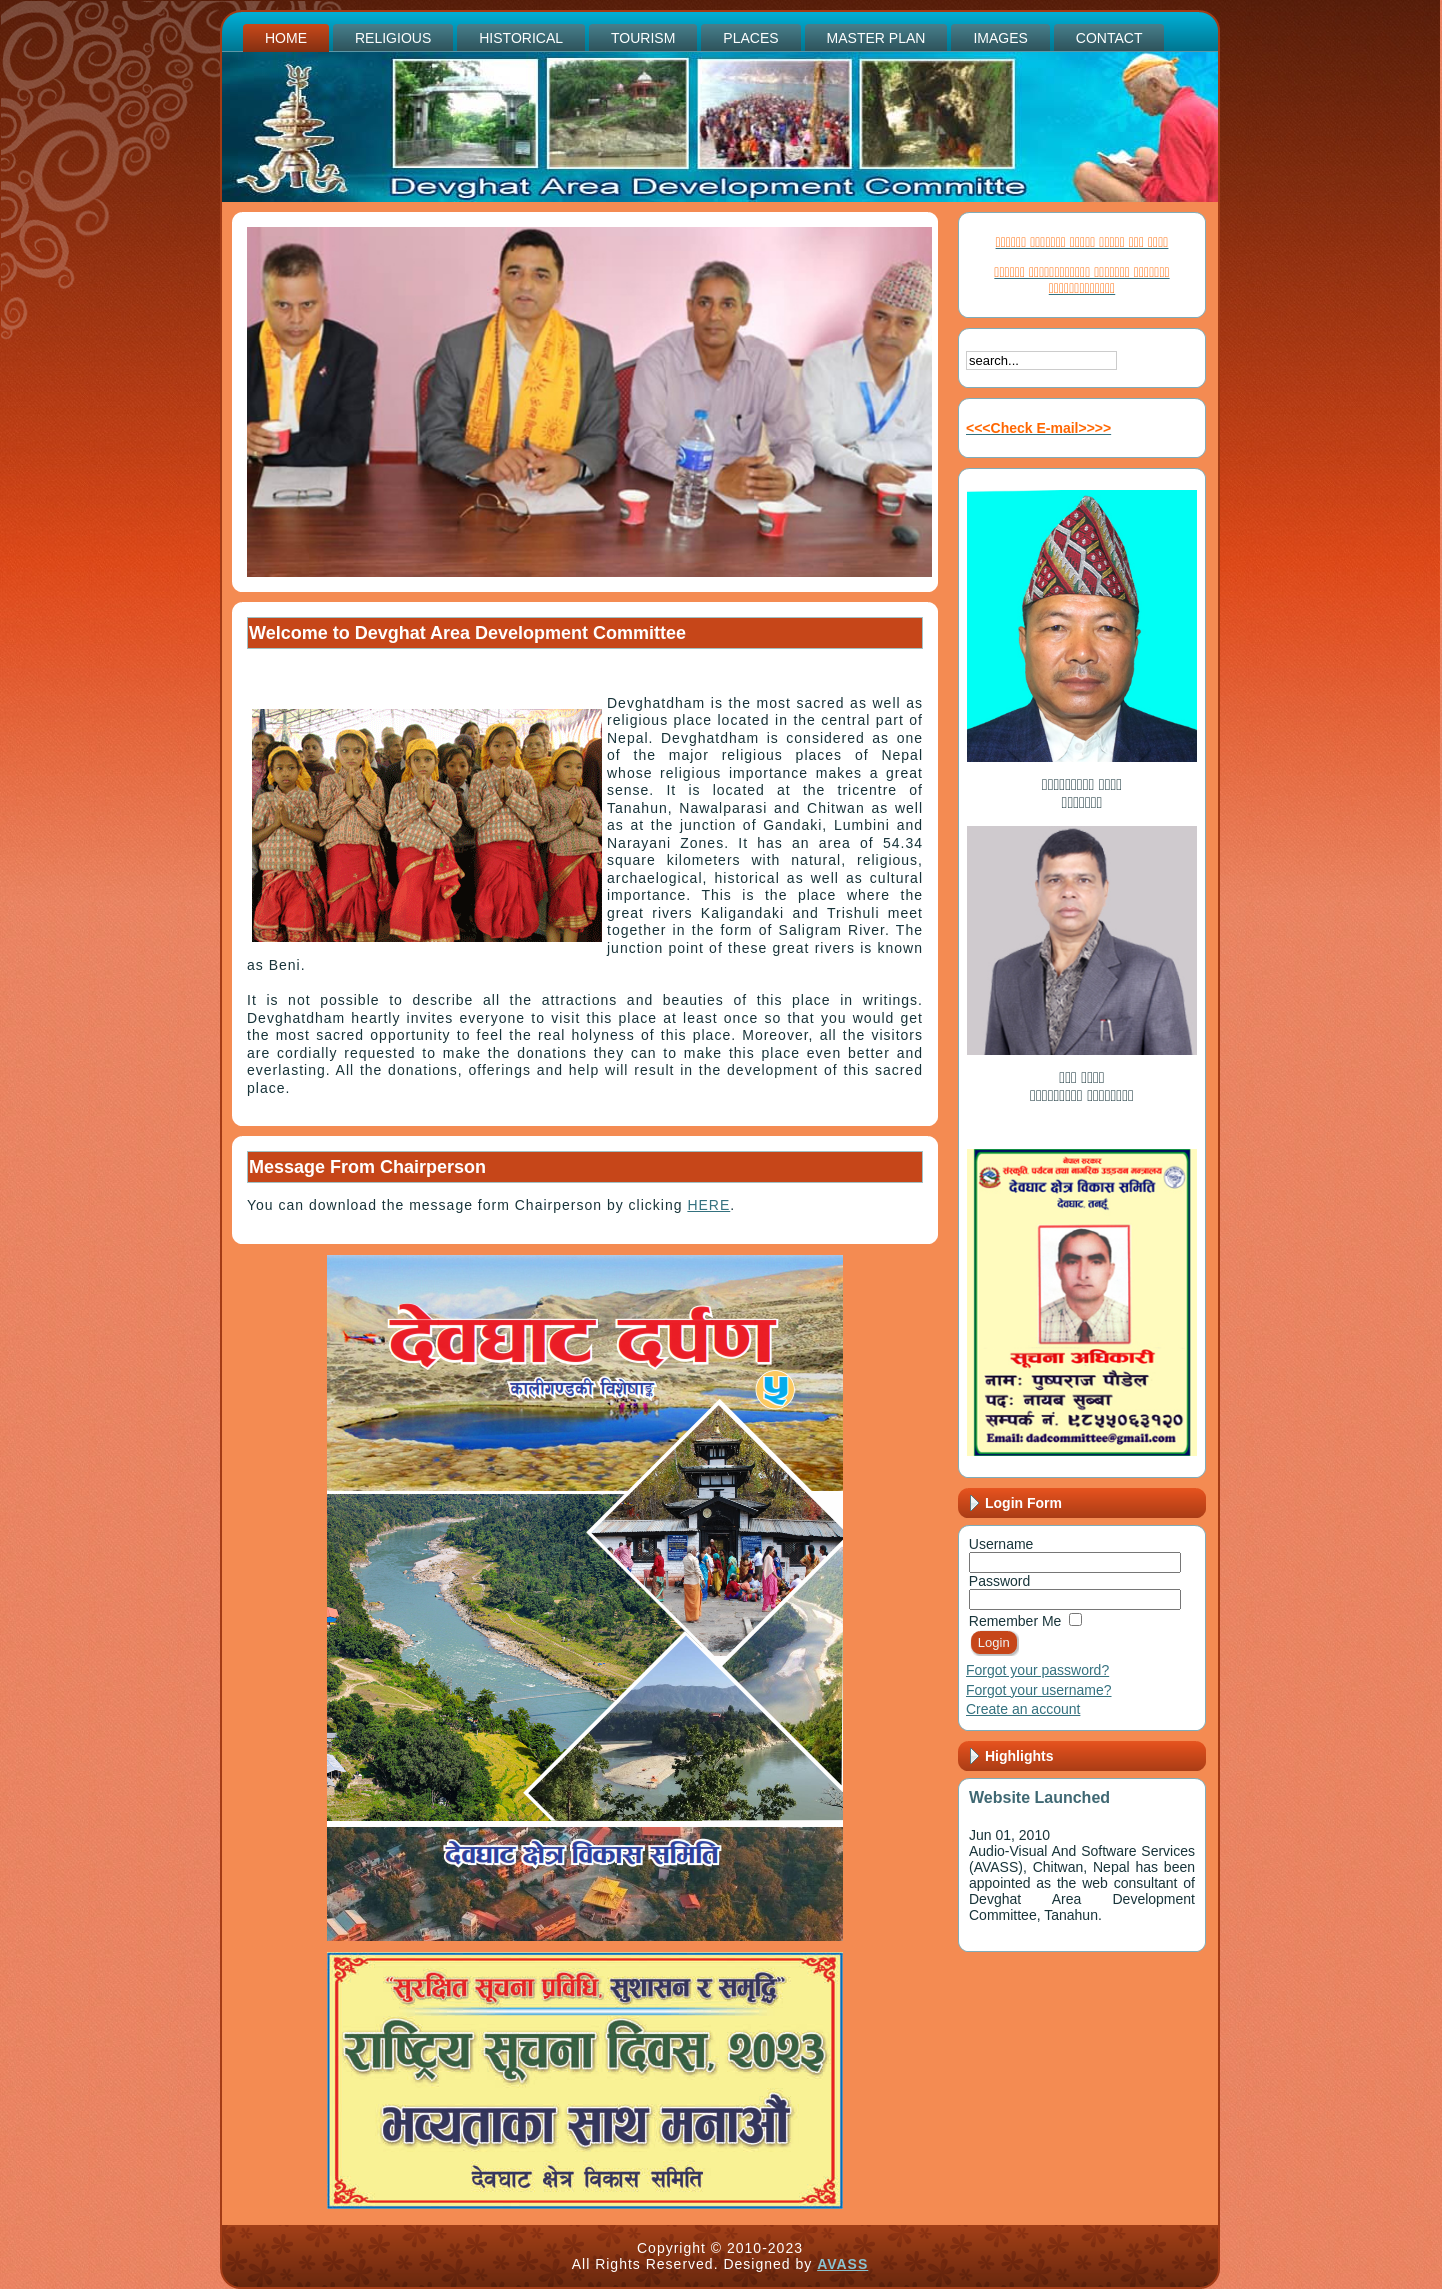 HOME RELIGIOUS HISTORICAL TOURISM PLACES MASTER PLAN IMAGES CONTACT
Devghat Area Development Committe
Welcome to Devghat Area Development Committee
Devghatdham is the most sacred as well as
religious place located in the central part of
Nepal. Devghatdham is considered as one
of the major religious places of Nepal
whose religious importance makes a great
sense. It is located at the tricentre of
Tanahun, Nawalparasi and Chitwan as well
as at the junction of Gandaki, Lumbini and
Narayani Zones. It has an area of 54.34
square kilometers with natural, religious,
archaelogical, historical as well as cultural
importance. This is the place where the
great rivers Kaligandaki and Trishuli meet
together in the form of Saligram River. The
junction point of these great rivers is known
as Beni.
It is not possible to describe all the attractions and beauties of this place in writings.
Devghatdham heartly invites everyone to visit this place at least once so that you would get
the most sacred opportunity to feel the real holyness of this place. Moreover, all the visitors
are cordially requested to make the donations they can to make this place even better and
everlasting. All the donations, offerings and help will result in the development of this sacred
place.
Message From Chairperson
You can download the message form Chairperson by clicking HERE.
देवघाट दर्पण
कालीगण्डकी विशेषाङ्क
५
देवघाट क्षेत्र विकास समिति
“सुरक्षित सूचना प्रविधि, सुशासन र समृद्धि”
राष्ट्रिय सूचना दिवस, २०२३
भव्यताका साथ मनाऔं
देवघाट क्षेत्र विकास समिति
search...
<<<Check E-mail>>>>
नेपाल सरकार
संस्कृति, पर्यटन तथा नागरिक उड्डयन मन्त्रालय
देवघाट क्षेत्र विकास समिति
देवघाट, तनहूँ
सूचना अधिकारी
नामः पुष्पराज पौडेल
पदः नायब सुब्बा
सम्पर्क नं. ९८५५०६३१२०
Email: dadcommittee@gmail.com
Login Form
Username
Password
Remember Me
Login
Forgot your password?
Forgot your username?
Create an account
Highlights
Website Launched
Jun 01, 2010
Audio-Visual And Software Services
(AVASS), Chitwan, Nepal has been
appointed as the web consultant of
Devghat Area Development
Committee, Tanahun.
Copyright © 2010-2023
All Rights Reserved. Designed by AVASS